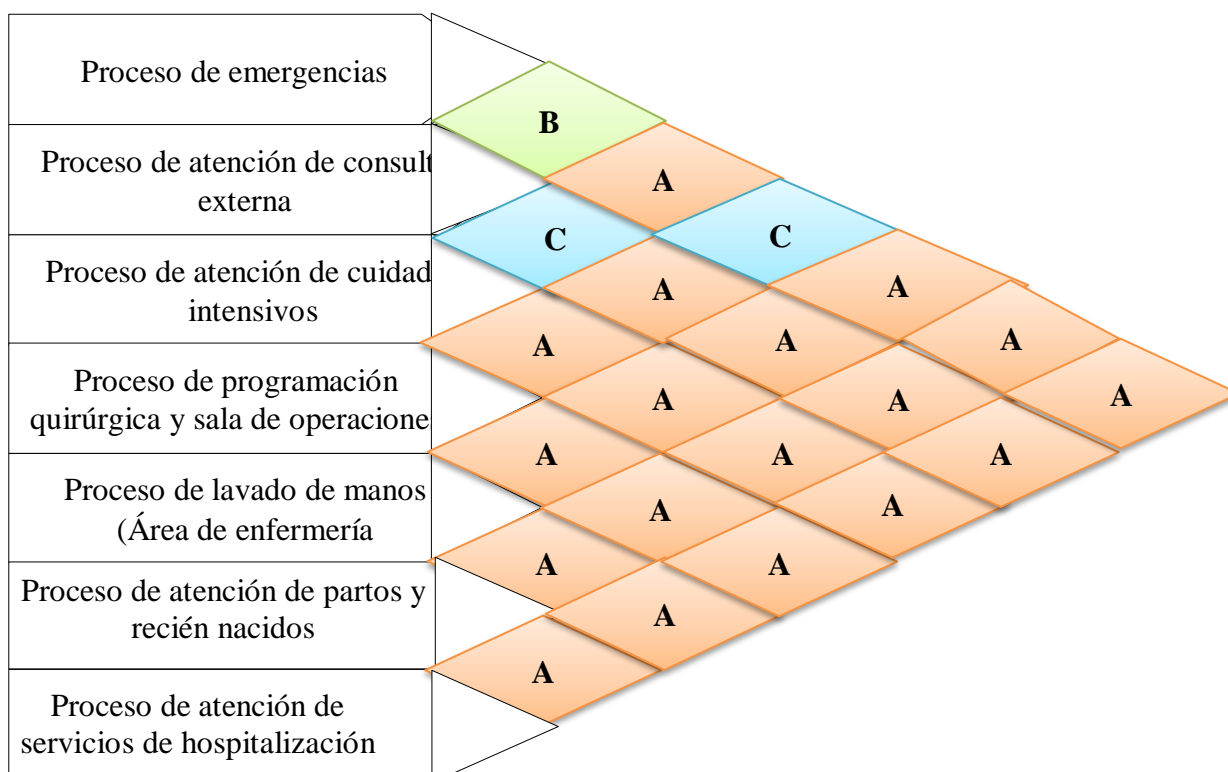 Proceso de emergencias
Proceso de atención de consult
externa
Proceso de atención de cuidad
intensivos
Proceso de programación
quirúrgica y sala de operacione
Proceso de lavado de manos
(Área de enfermería
Proceso de atención de partos y
recién nacidos
Proceso de atención de
servicios de hospitalización
B
A
C C
A A
A A A
A A A
A A A
A A
A A
A
A